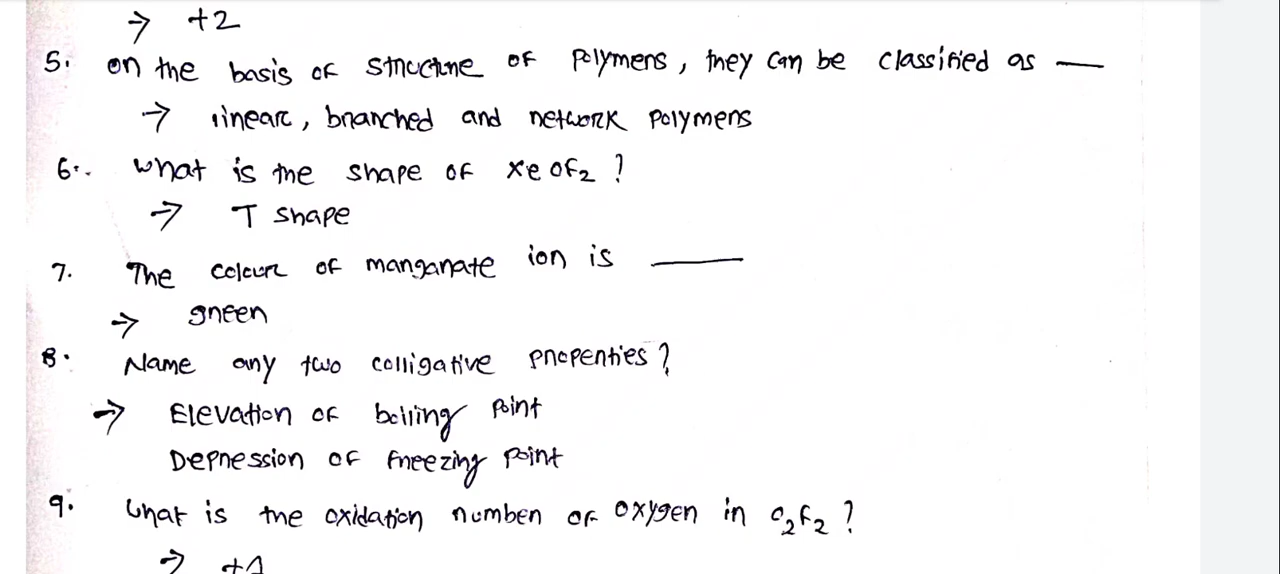 → +2
5. on the basis of structure of polymers, they can be classified as —
→ linear, branched and network polymers
6. what is the shape of XeOF2 ?
→ T shape
7. The colour of manganate ion is ——
→ green
8. Name any two colligative properties ?
→ Elevation of boiling point
Depression of freezing point
9. What is the oxidation number of oxygen in O2F2 ?
→ +1